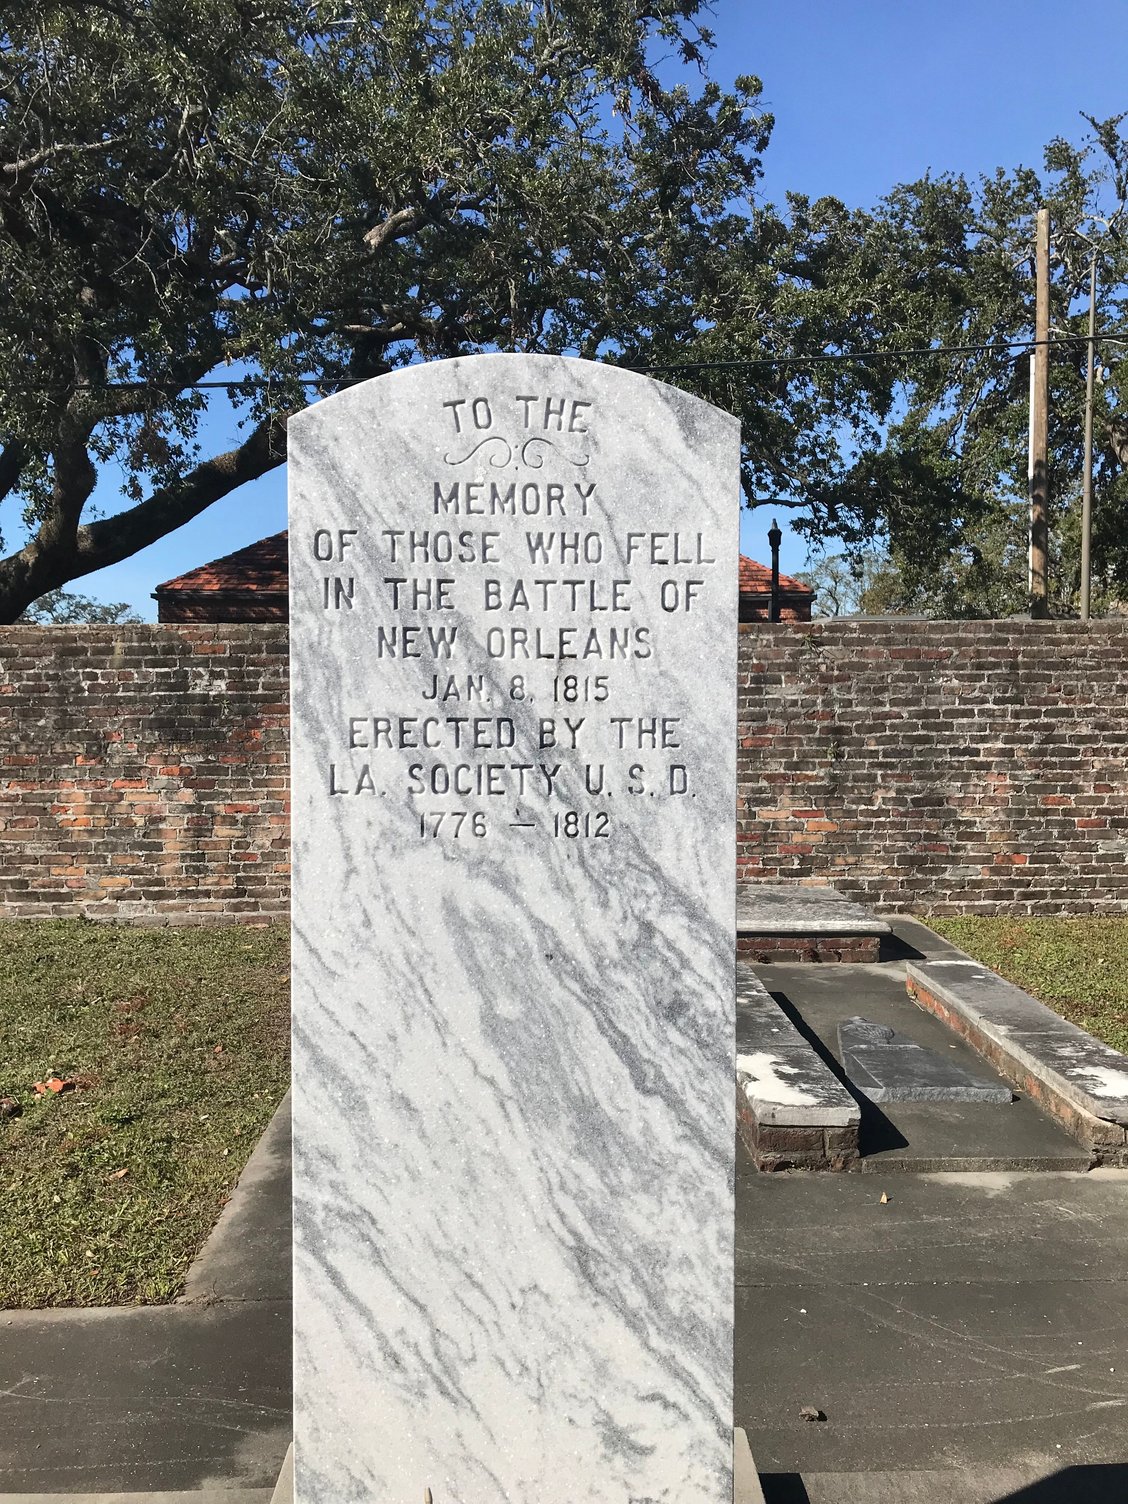 TO THE
MEMORY
OF THOSE WHO FELL
IN THE BATTLE OF
NEW ORLEANS
JAN. 8, 1815
ERECTED BY THE
LA. SOCIETY U. S. D.
1776 — 1812